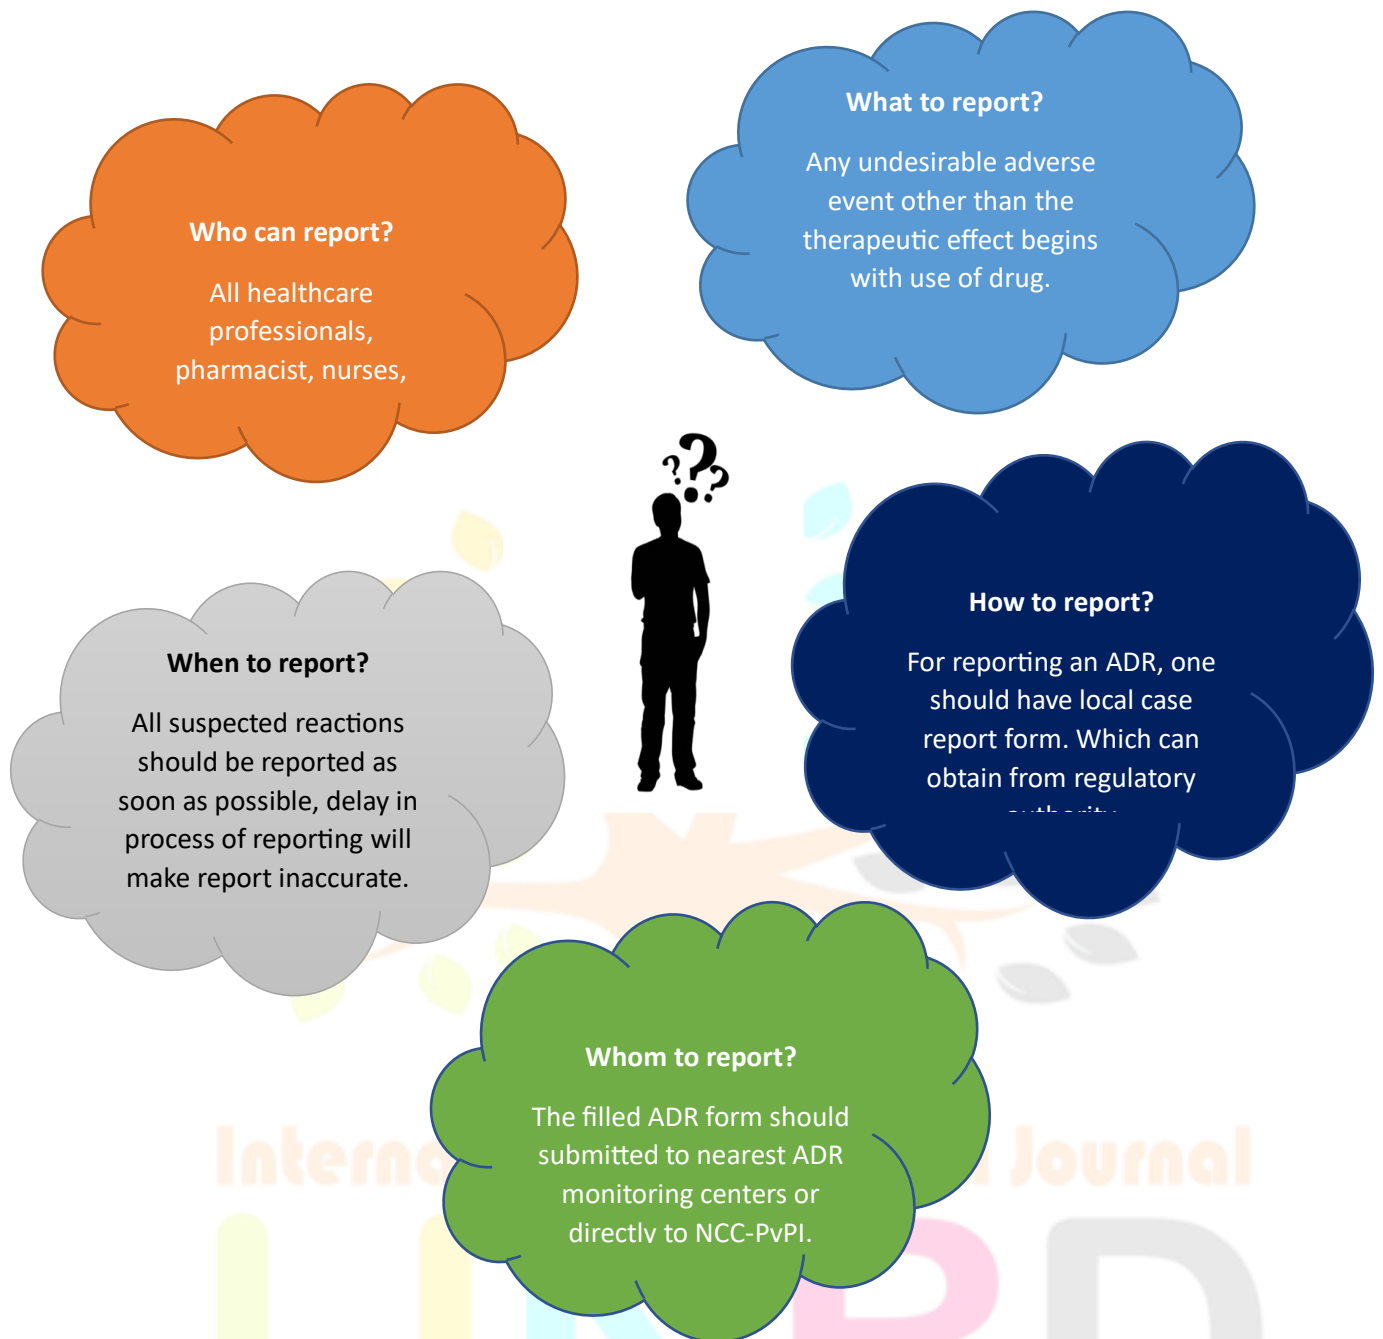 What to report?
Any undesirable adverse
event other than the
therapeutic effect begins
with use of drug.
Who can report?
All healthcare
professionals,
pharmacist, nurses,
???
How to report?
For reporting an ADR, one
should have local case
report form. Which can
obtain from regulatory
authority.
When to report?
All suspected reactions
should be reported as
soon as possible, delay in
process of reporting will
make report inaccurate.
Whom to report?
The filled ADR form should
submitted to nearest ADR
monitoring centers or
directly to NCC-PvPI.
Journal